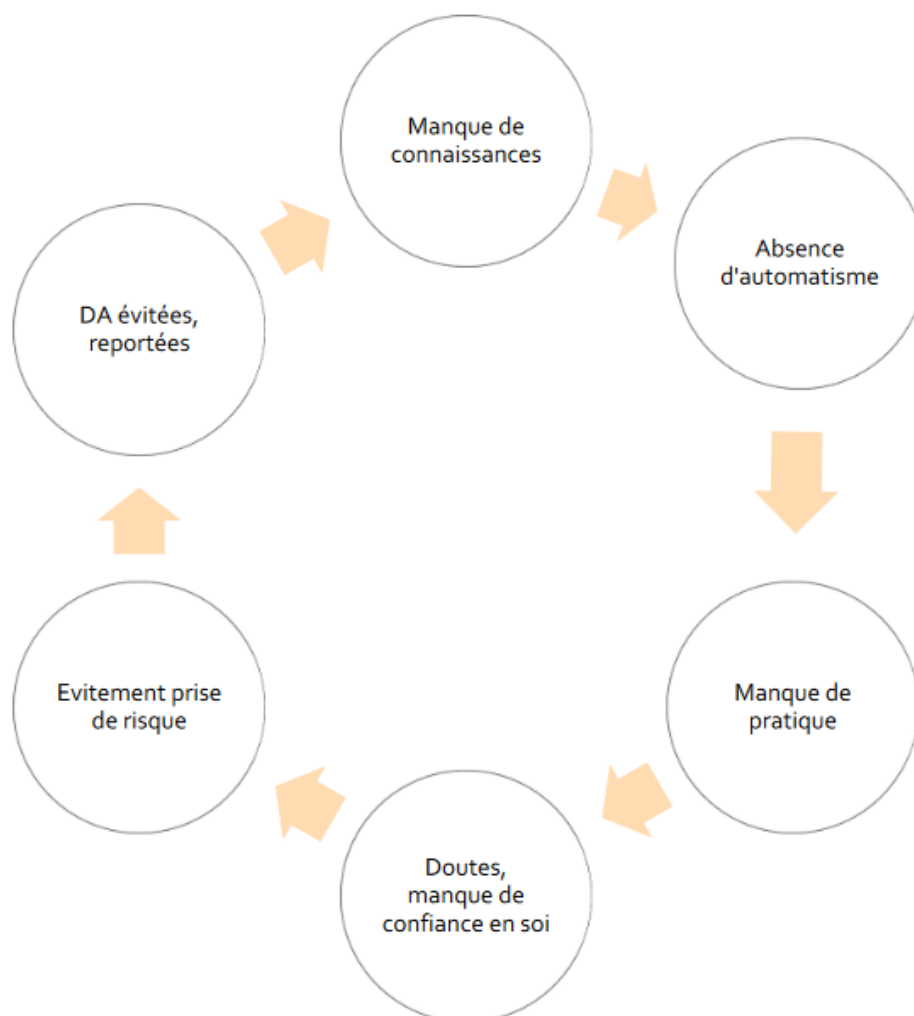 Manque de
connaissances
Absence
d'automatisme
Manque de
pratique
Doutes,
manque de
confiance en soi
Evitement prise
de risque
DA évitées,
reportées